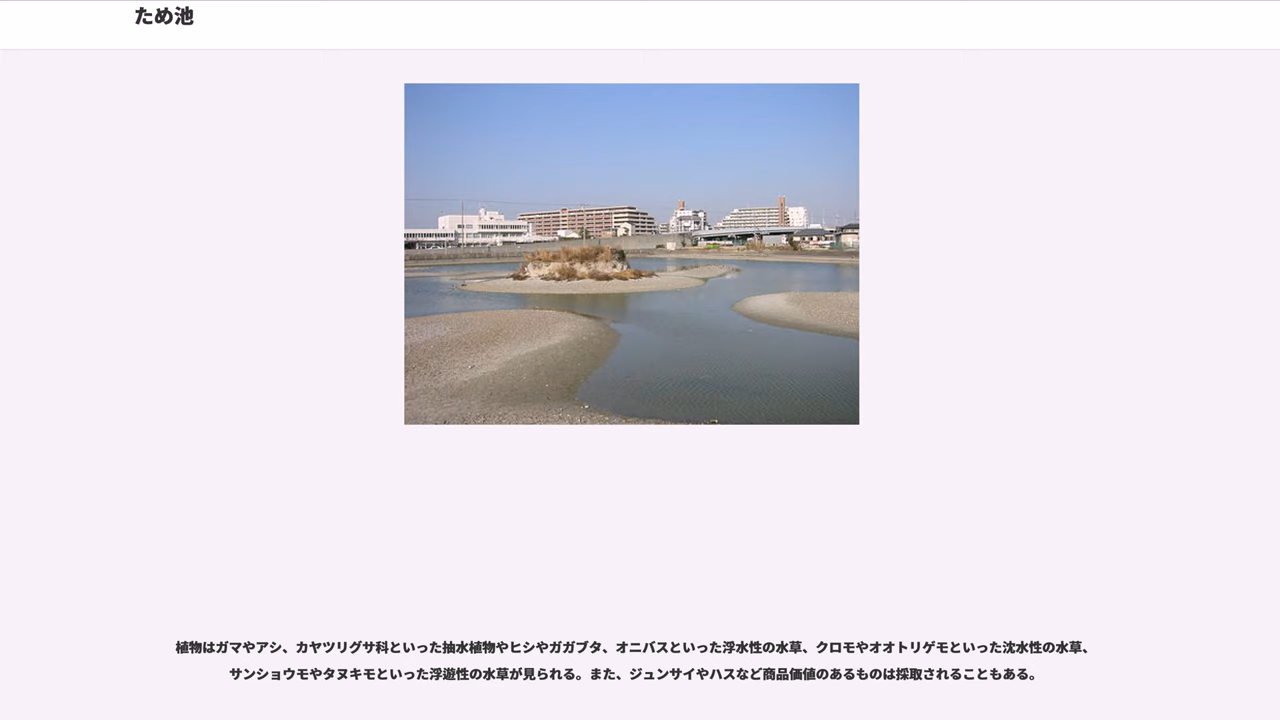 ため池
植物はガマやアシ、カヤツリグサ科といった抽水植物やヒシやガガブタ、オニバスといった浮水性の水草、クロモやオオトリゲモといった沈水性の水草、
サンショウモやタヌキモといった浮遊性の水草が見られる。また、ジュンサイやハスなど商品価値のあるものは採取されることもある。